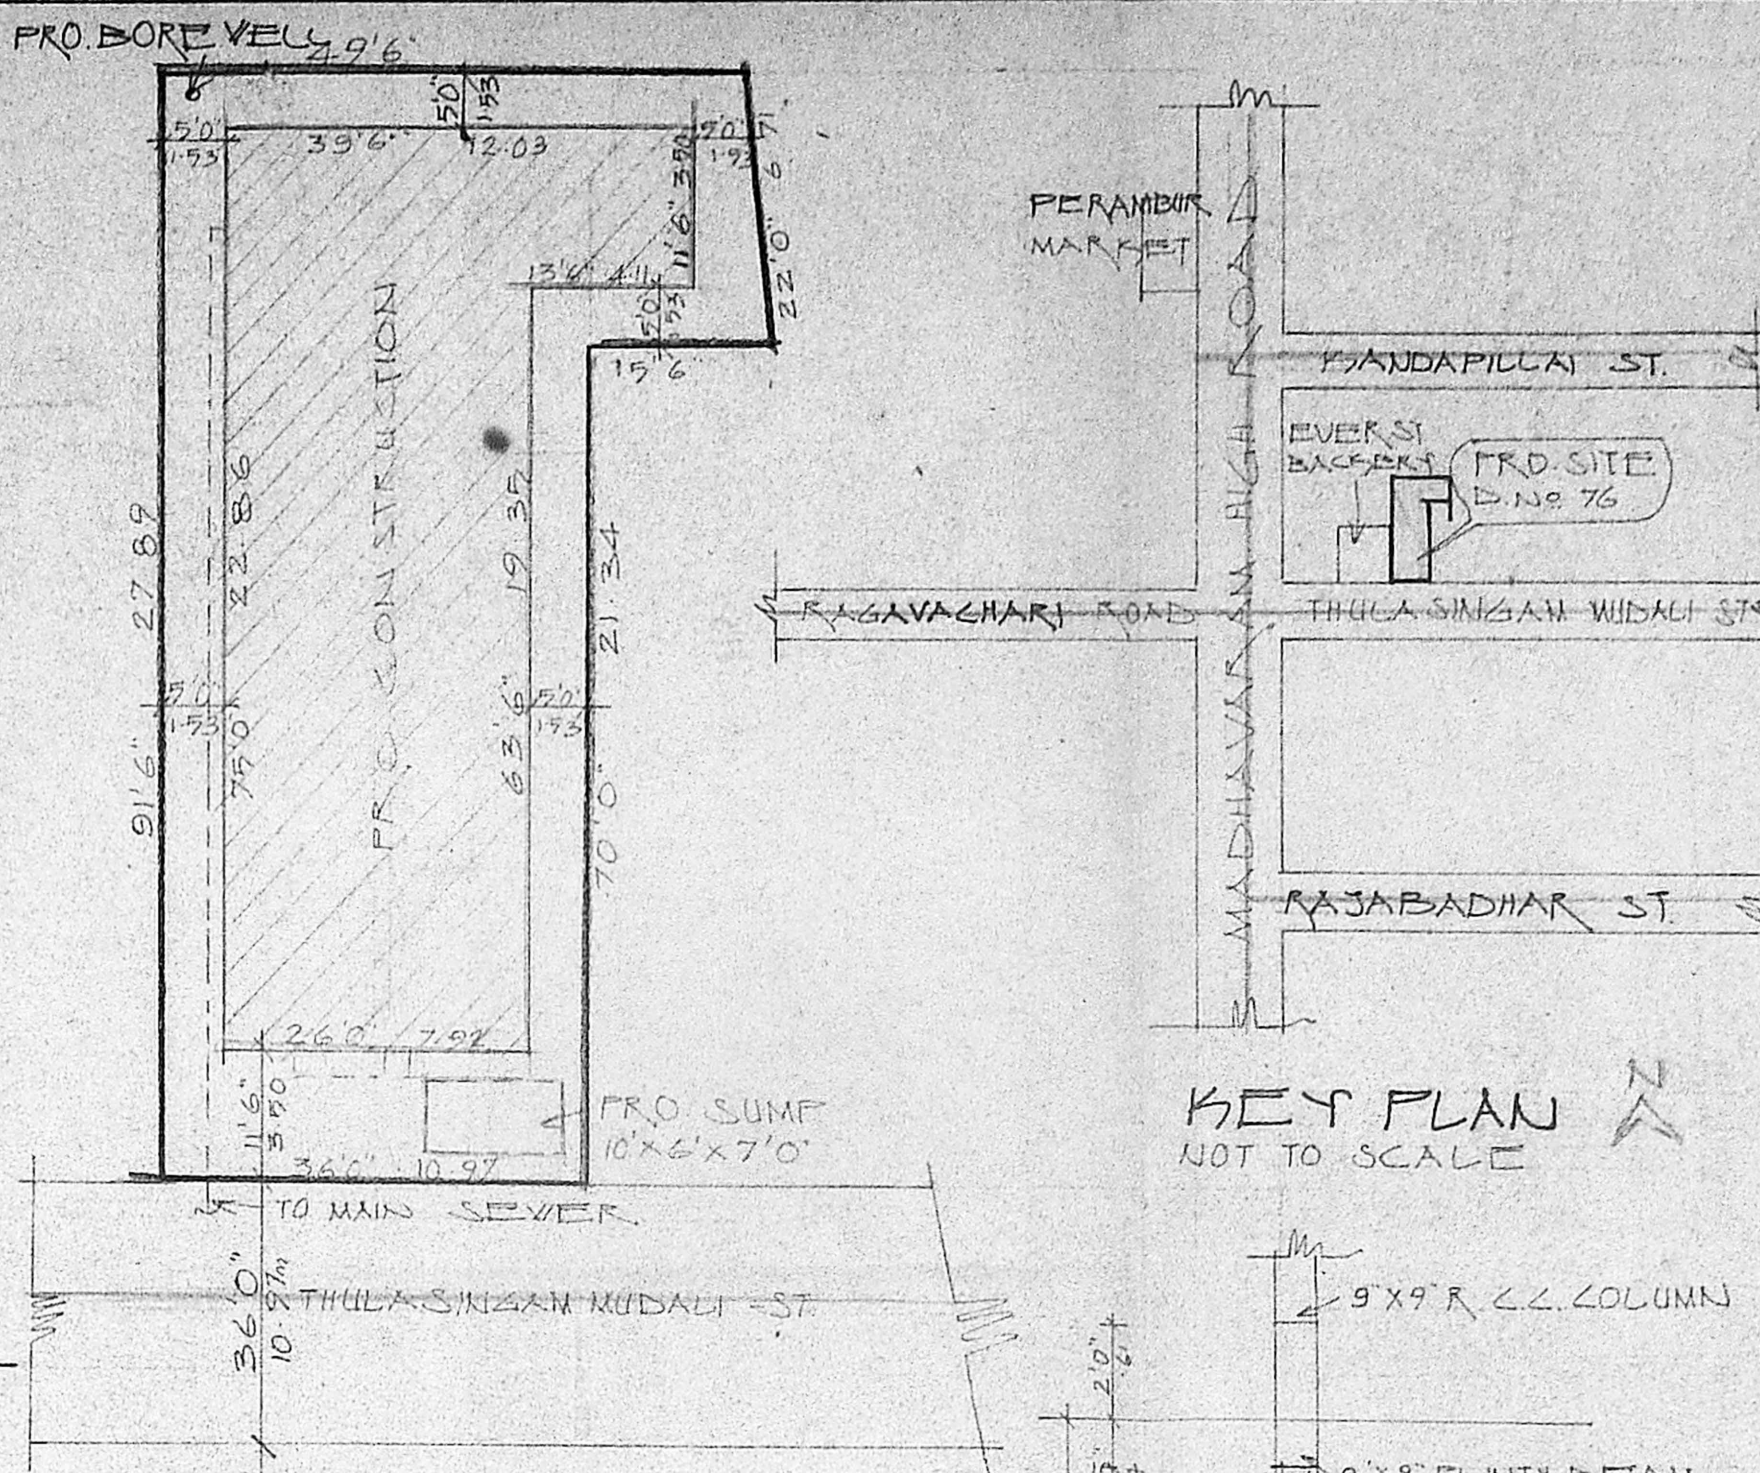 PRO. BORE VELL
49'6"
5'0"
1.53
5'0"
1.53
39'6" 12.03
5'0"
11'6" 3.50
22'0"
13'6" 4.11
5'0"
1.53
15'6"
PRO. CONSTRUCTION
22.86
75'0"
27.89
91'6"
19.35
63'6"
21.34
70'0"
5'0"
1.53
5'0"
1.53
26'0" 7.92
11'6"
3.50
36'0" 10.97
PRO. SUMP
10'X6'X7'0"
TO MAIN SEWER
36'0"
10.97m
THULASINGAM MUDALI ST.
PERAMBUR
MARKET
MADHAVARAM HIGH ROAD
KANDAPILLAI ST.
EVERST
BACKERY
PRO. SITE
D.No 76
RAGAVACHARI ROAD
THULASINGAM MUDALI ST
RAJABADHAR ST.
KEY PLAN
NOT TO SCALE
N
9"X9" R.C.C. COLUMN
2'0"
.61